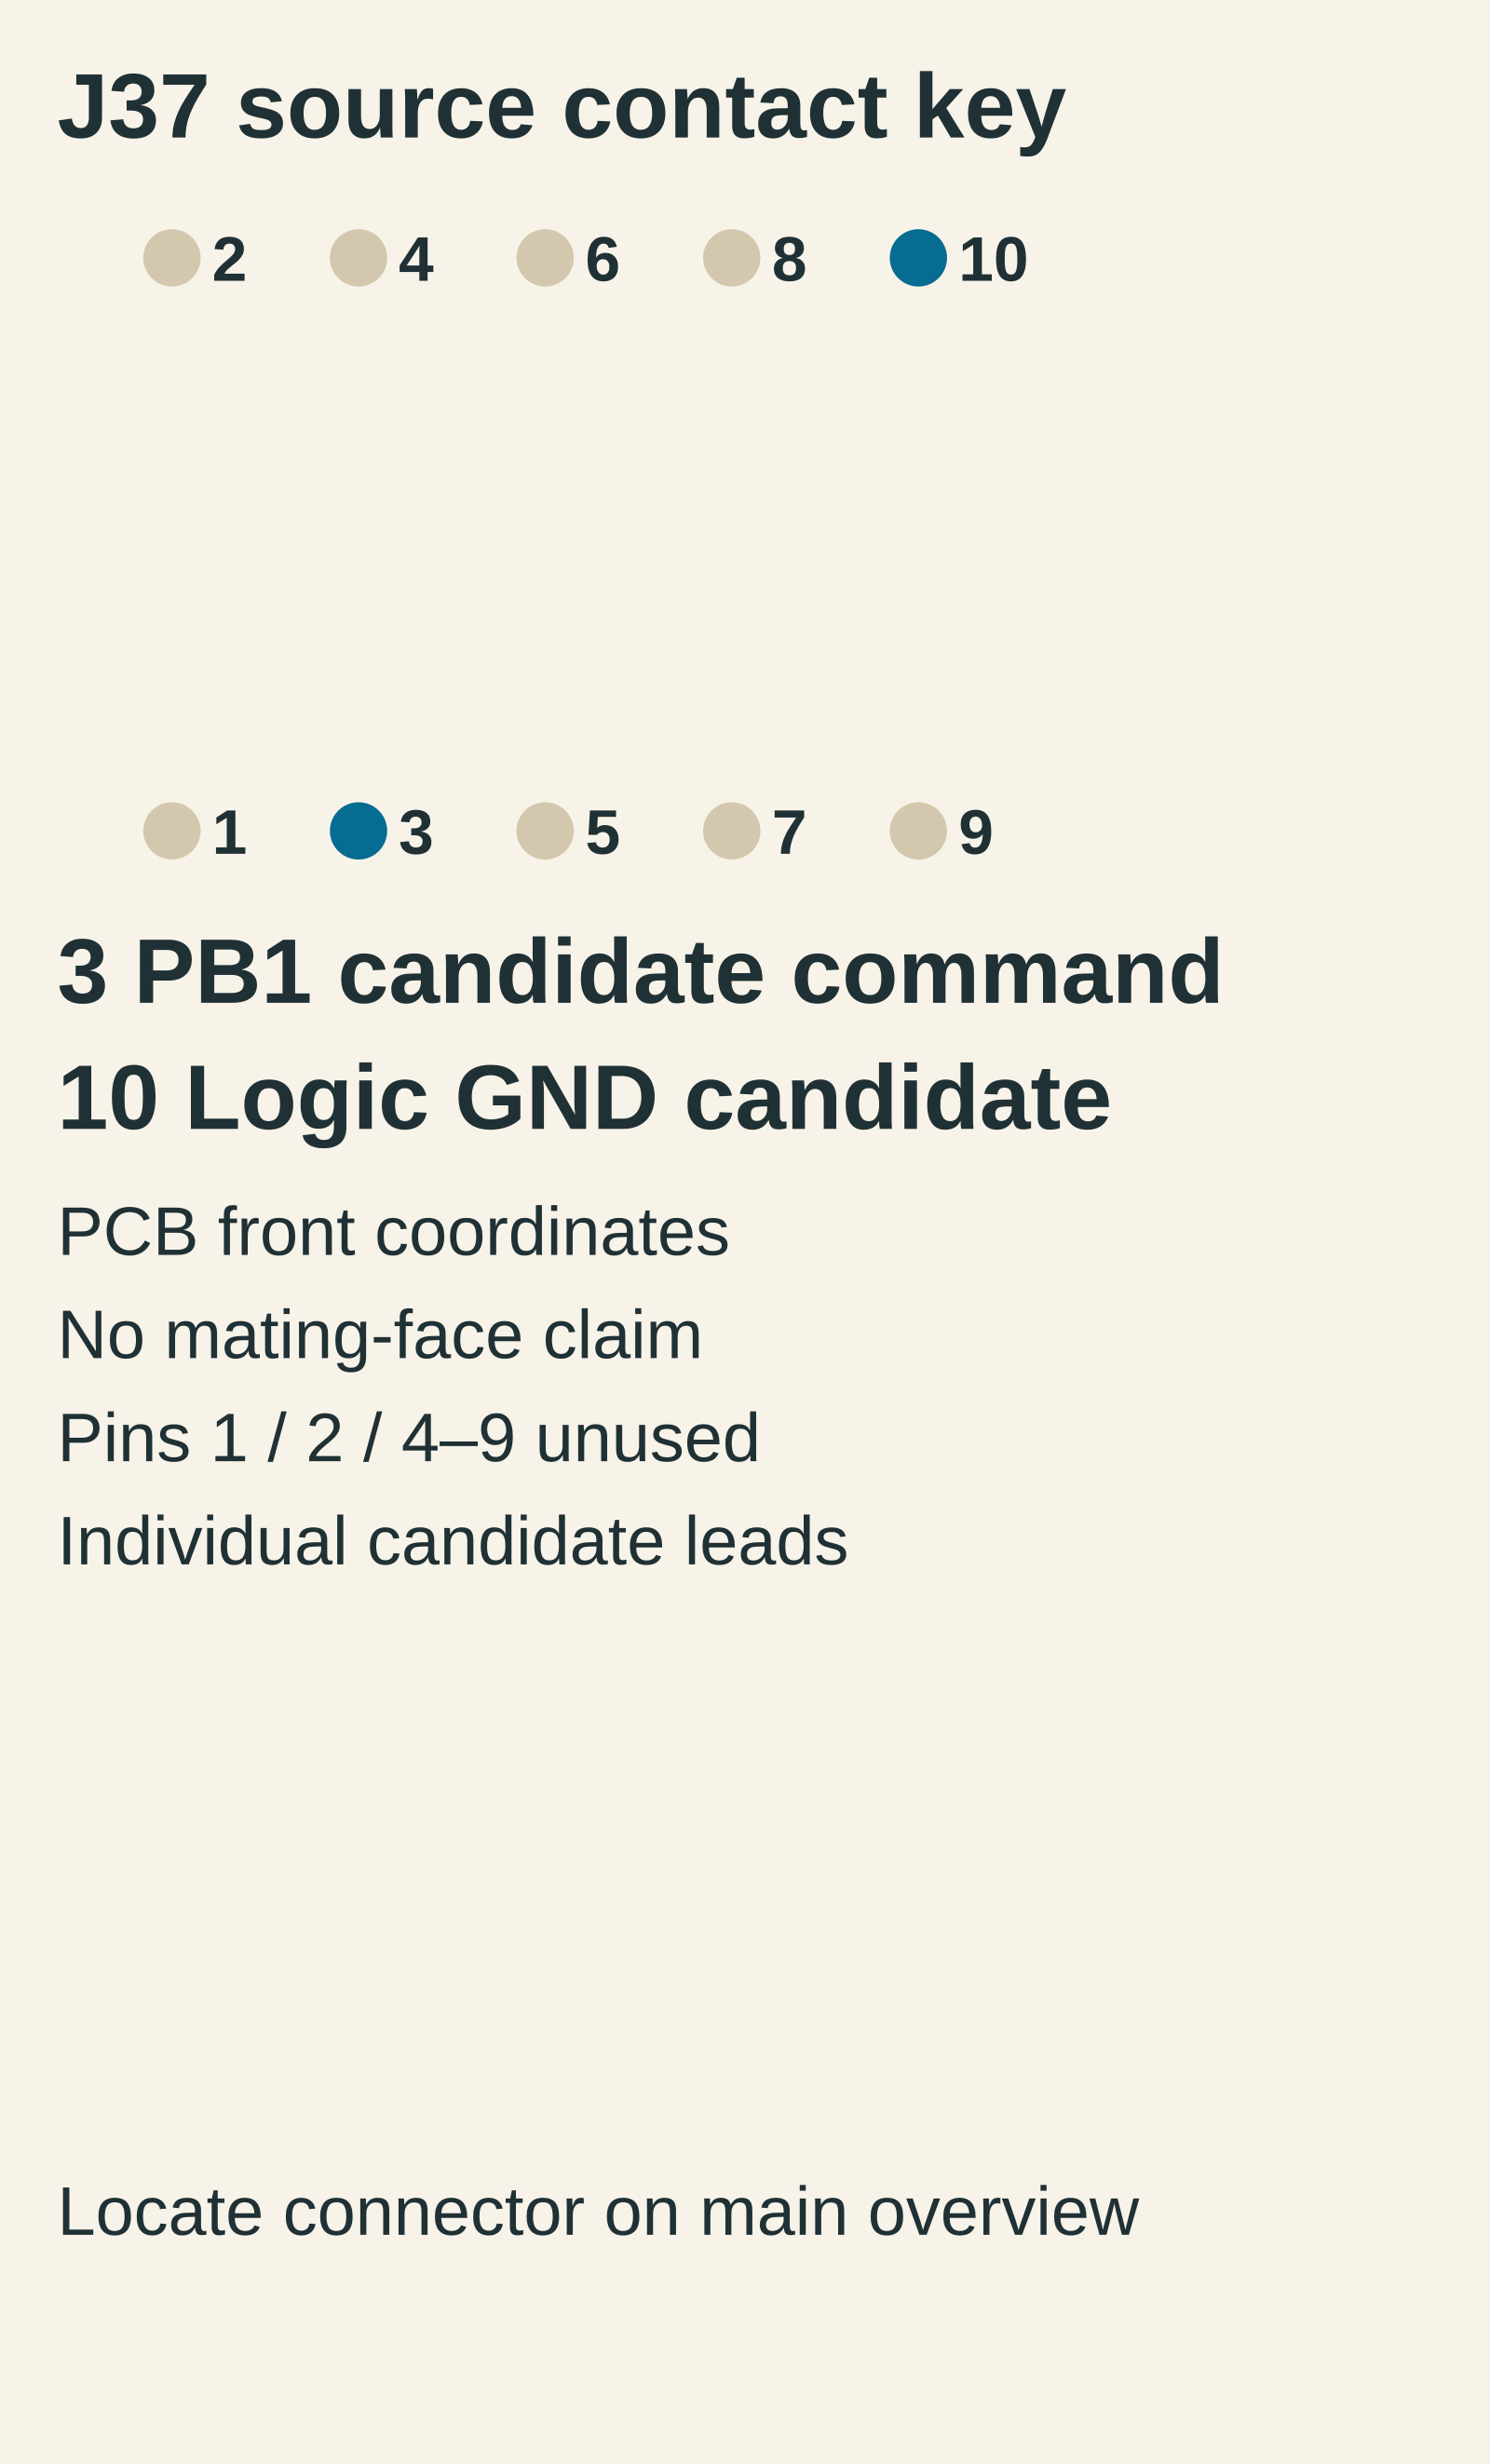 J37 source contact key
2 4 6 8 10
1 3 5 7 9
3 PB1 candidate command
10 Logic GND candidate
PCB front coordinates
No mating-face claim
Pins 1 / 2 / 4–9 unused
Individual candidate leads
Locate connector on main overview